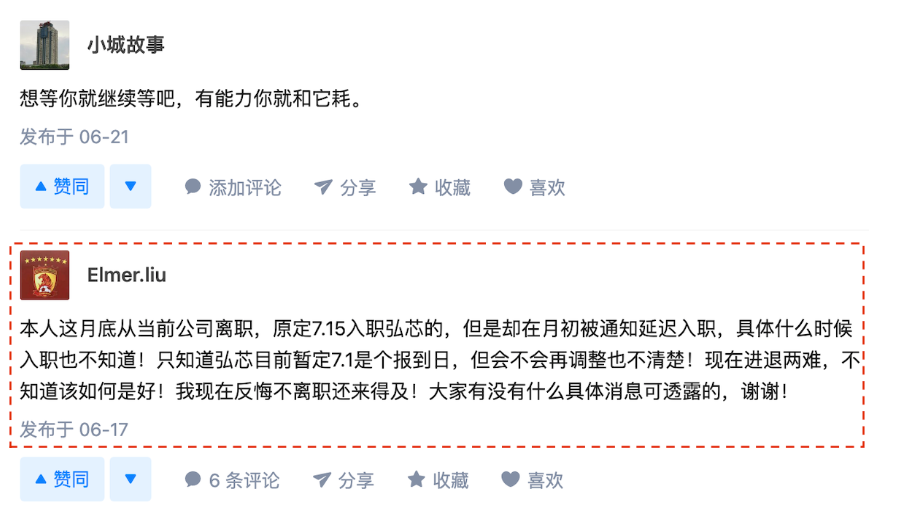 小城故事
想等你就继续等吧，有能力你就和它耗。
发布于 06-21
赞同
添加评论
分享
收藏
喜欢
Elmer.liu
本人这月底从当前公司离职，原定7.15入职弘芯的，但是却在月初被通知延迟入职，具体什么时候
入职也不知道！只知道弘芯目前暂定7.1是个报到日，但会不会再调整也不清楚！现在进退两难，不
知道该如何是好！我现在反悔不离职还来得及！大家有没有什么具体消息可透露的，谢谢！
发布于 06-17
赞同
6 条评论
分享
收藏
喜欢